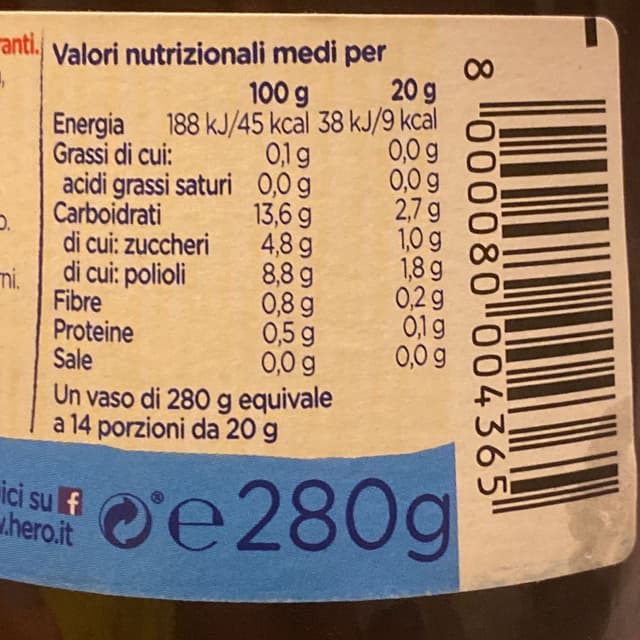 anti.
Valori nutrizionali medi per
100 g 20 g
Energia 188 kJ/45 kcal 38 kJ/9 kcal
Grassi di cui: 0,1 g 0,0 g
acidi grassi saturi 0,0 g 0,0 g
Carboidrati 13,6 g 2,7 g
di cui: zuccheri 4,8 g 1,0 g
di cui: polioli 8,8 g 1,8 g
Fibre 0,8 g 0,2 g
Proteine 0,5 g 0,1 g
Sale 0,0 g 0,0 g
Un vaso di 280 g equivale
a 14 porzioni da 20 g
ici su f
.hero.it
® e 280g
8 000080 004365